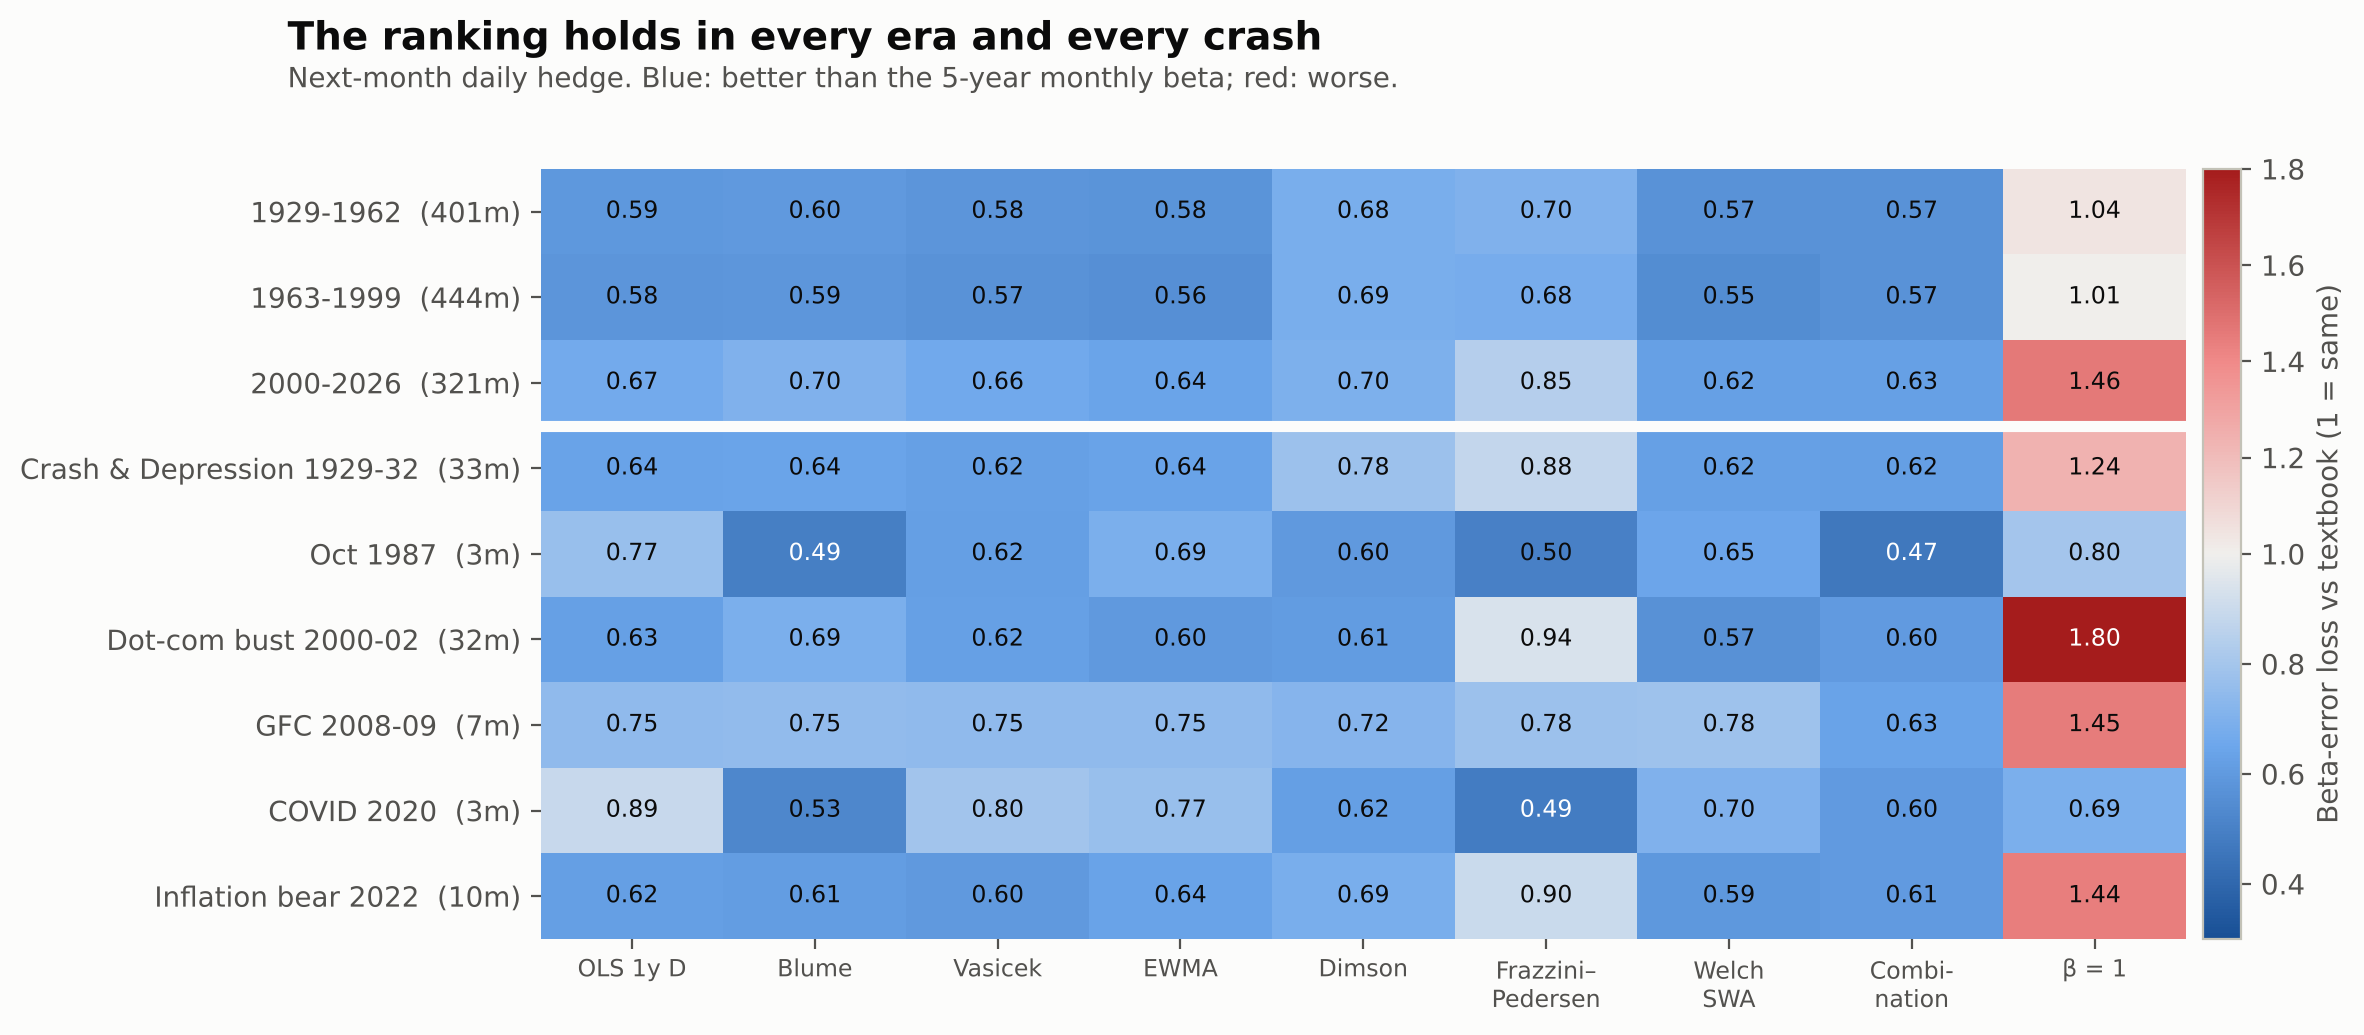 The ranking holds in every era and every crash
Next-month daily hedge. Blue: better than the 5-year monthly beta; red: worse.
1929-1962 (401m) 0.59 0.60 0.58 0.58 0.68 0.70 0.57 0.57 1.04
1963-1999 (444m) 0.58 0.59 0.57 0.56 0.69 0.68 0.55 0.57 1.01
2000-2026 (321m) 0.67 0.70 0.66 0.64 0.70 0.85 0.62 0.63 1.46
Crash & Depression 1929-32 (33m) 0.64 0.64 0.62 0.64 0.78 0.88 0.62 0.62 1.24
Oct 1987 (3m) 0.77 0.49 0.62 0.69 0.60 0.50 0.65 0.47 0.80
Dot-com bust 2000-02 (32m) 0.63 0.69 0.62 0.60 0.61 0.94 0.57 0.60 1.80
GFC 2008-09 (7m) 0.75 0.75 0.75 0.75 0.72 0.78 0.78 0.63 1.45
COVID 2020 (3m) 0.89 0.53 0.80 0.77 0.62 0.49 0.70 0.60 0.69
Inflation bear 2022 (10m) 0.62 0.61 0.60 0.64 0.69 0.90 0.59 0.61 1.44
OLS 1y D Blume Vasicek EWMA Dimson Frazzini– Welch Combi- β = 1
Pedersen SWA nation
1.8
1.6
1.4
1.2
1.0
0.8
0.6
0.4
Beta-error loss vs textbook (1 = same)